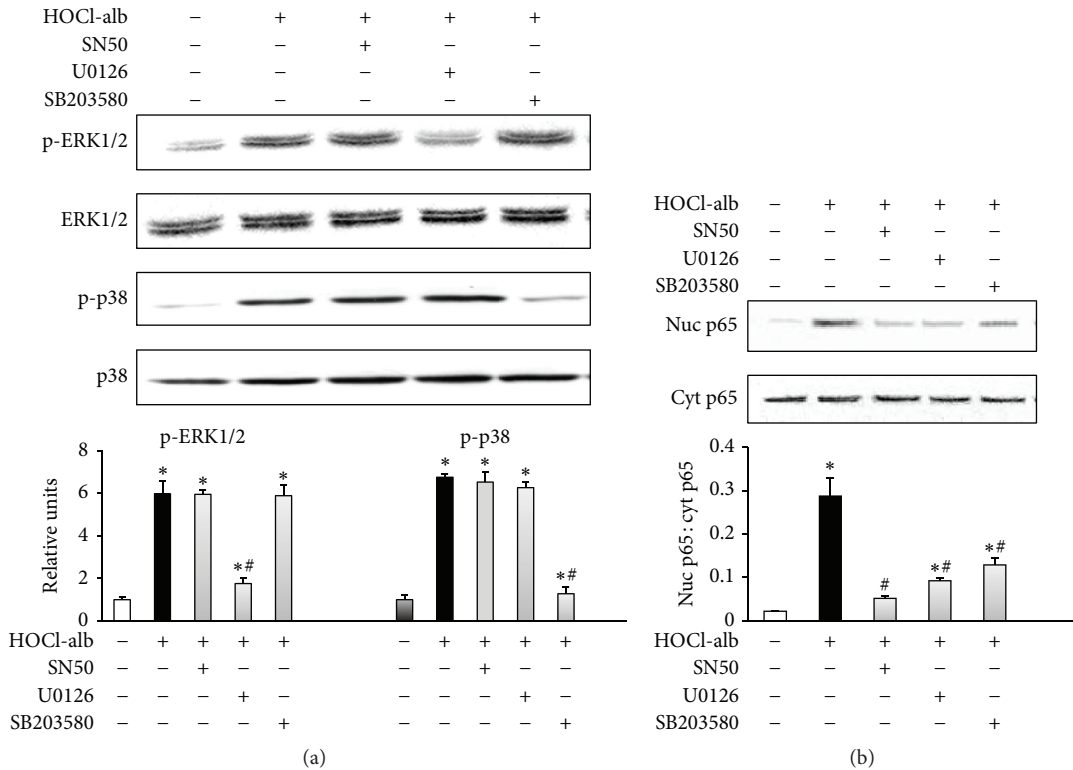 HOCl-alb − + + + +
SN50 − − + − −
U0126 − − − + −
SB203580 − − − − +
p-ERK1/2
ERK1/2
p-p38
p38
p-ERK1/2 p-p38
Relative units
8
6
4
2
0
* * *# *
* * * *#
HOCl-alb − + + + + − + + + +
SN50 − − + − − − − + − −
U0126 − − − + − − − − + −
SB203580 − − − − + − − − − +
(a)
HOCl-alb − + + + +
SN50 − − + − −
U0126 − − − + −
SB203580 − − − − +
Nuc p65
Cyt p65
Nuc p65 : cyt p65
0.4
0.3
0.2
0.1
0
* # *# *#
HOCl-alb − + + + +
SN50 − − + − −
U0126 − − − + −
SB203580 − − − − +
(b)